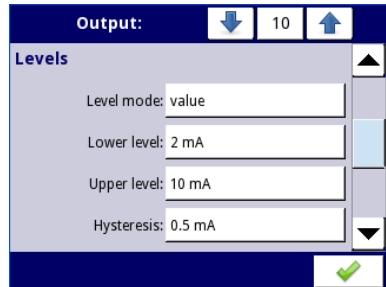 Output: 10
Levels
Level mode: value
Lower level: 2 mA
Upper level: 10 mA
Hysteresis: 0.5 mA